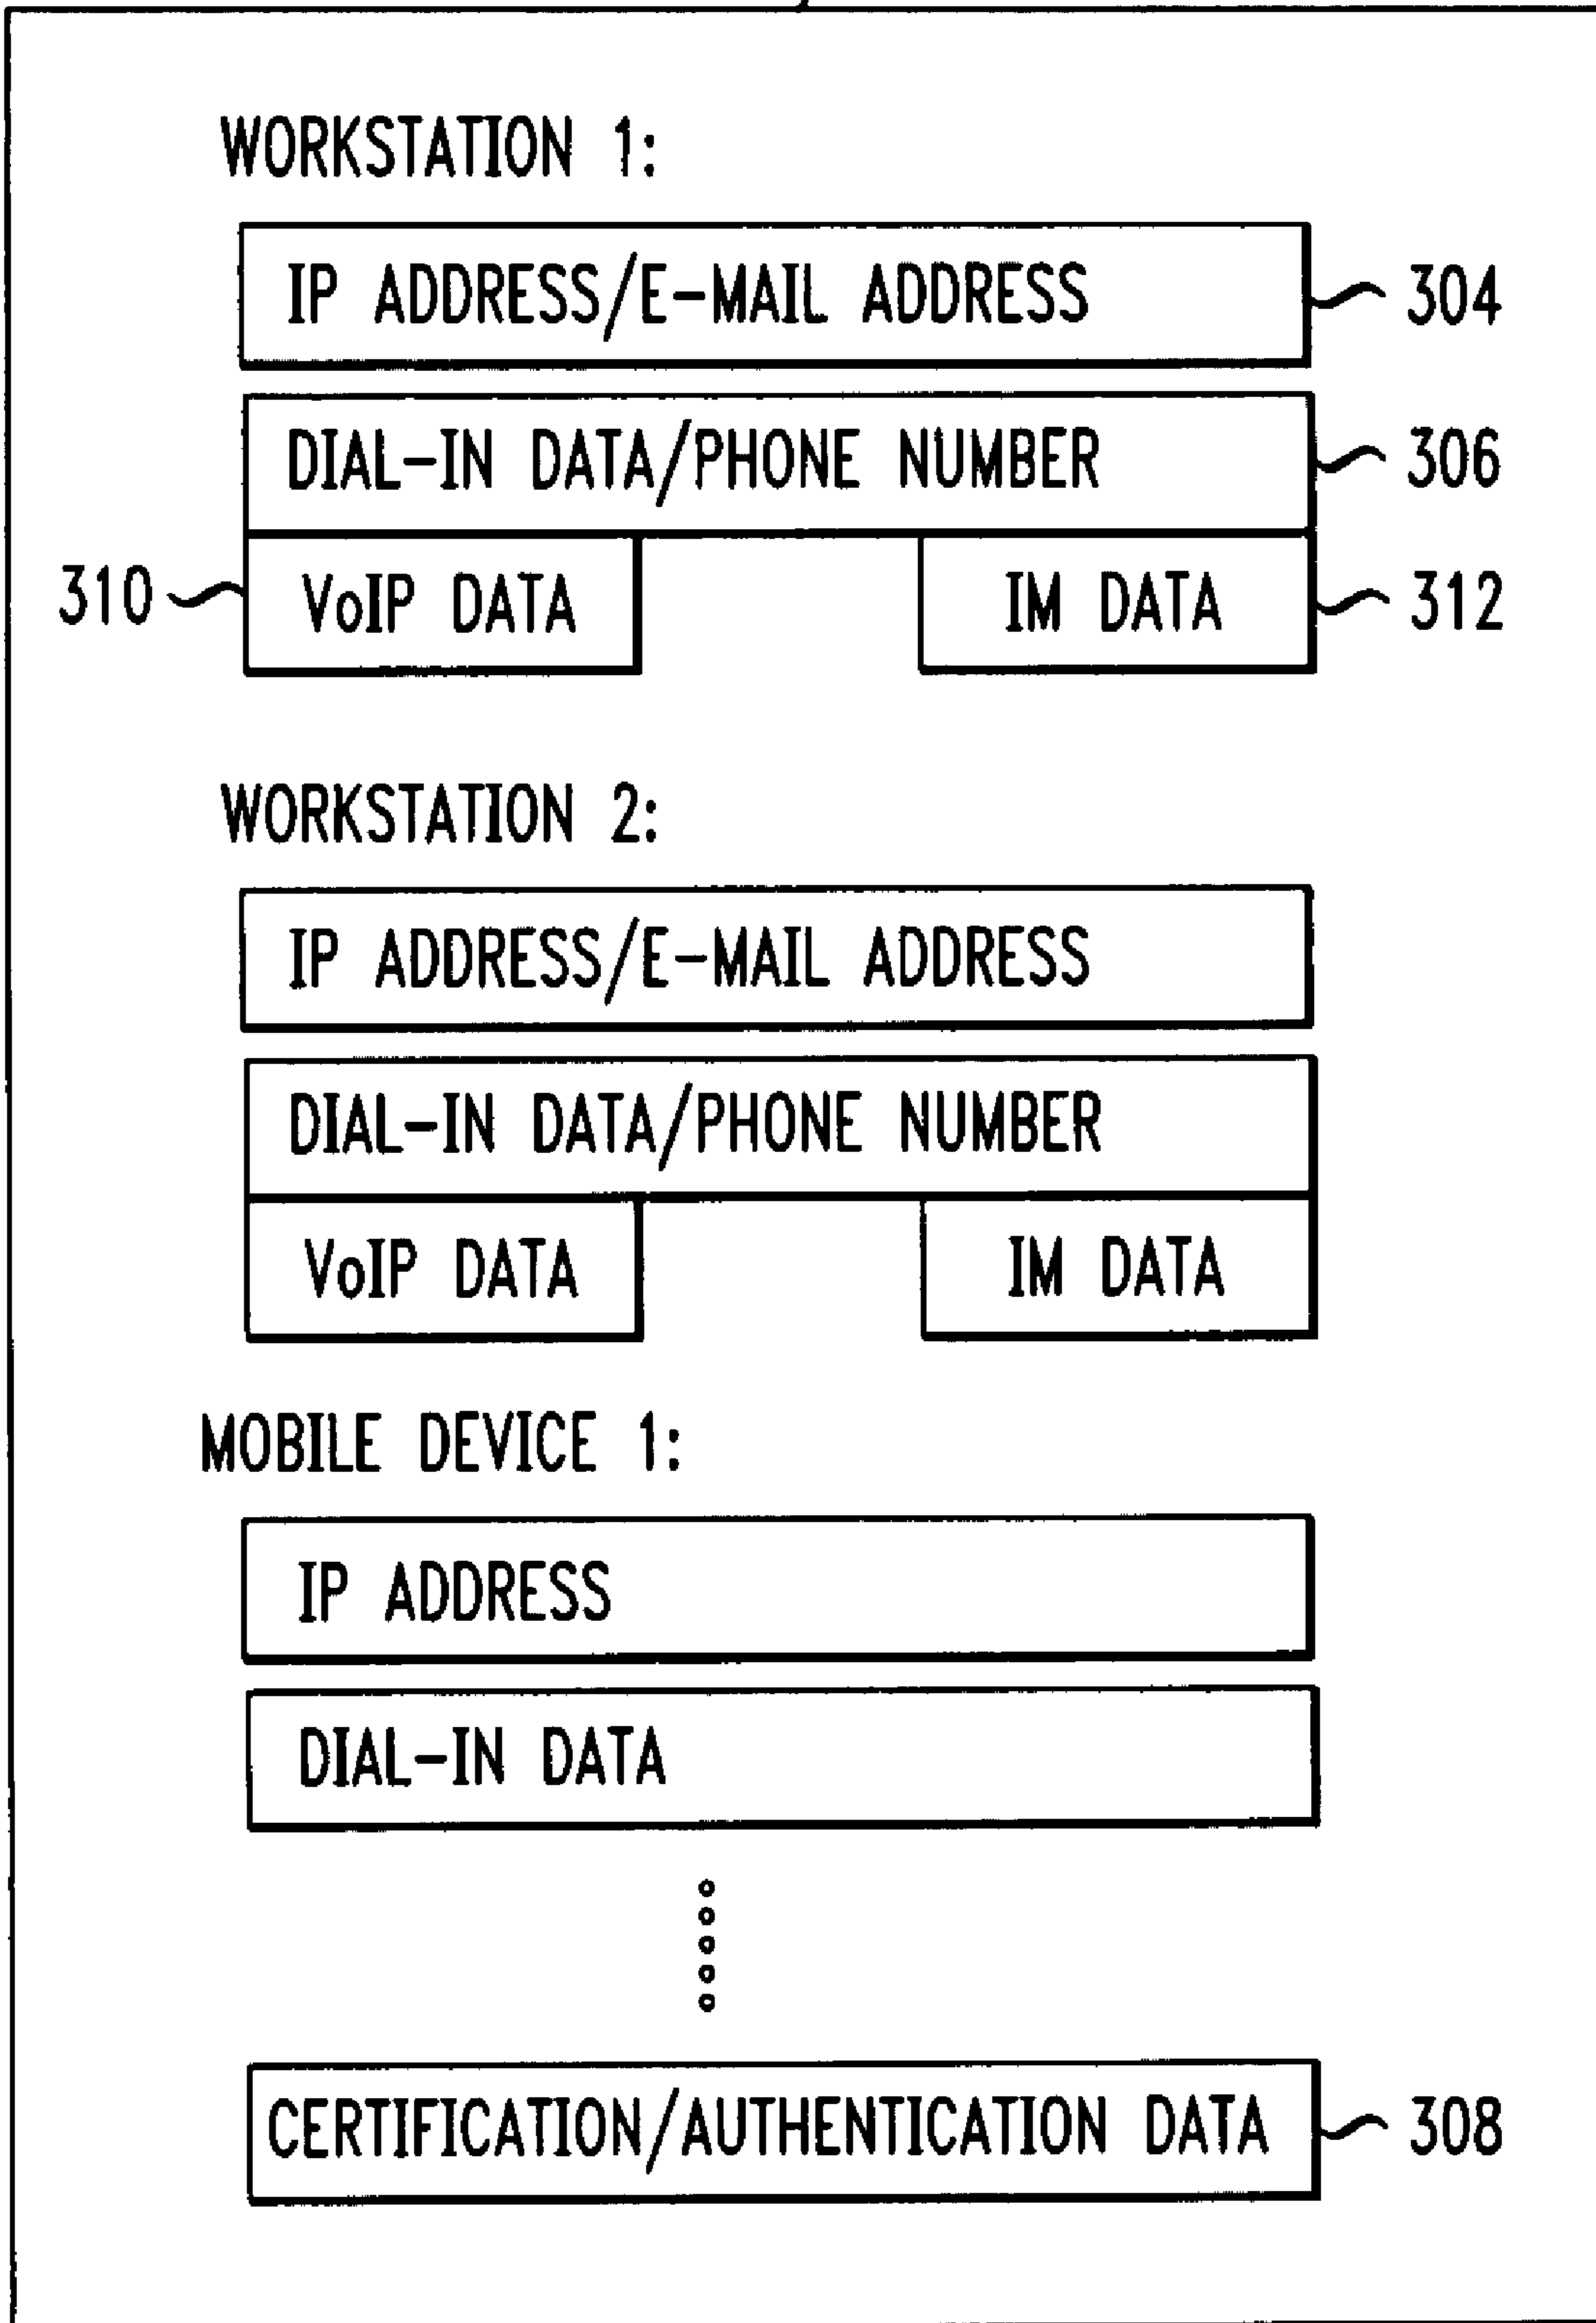 WORKSTATION 1:
IP ADDRESS/E-MAIL ADDRESS 304
DIAL-IN DATA/PHONE NUMBER 306
310 VoIP DATA IM DATA 312
WORKSTATION 2:
IP ADDRESS/E-MAIL ADDRESS
DIAL-IN DATA/PHONE NUMBER
VoIP DATA IM DATA
MOBILE DEVICE 1:
IP ADDRESS
DIAL-IN DATA
CERTIFICATION/AUTHENTICATION DATA 308